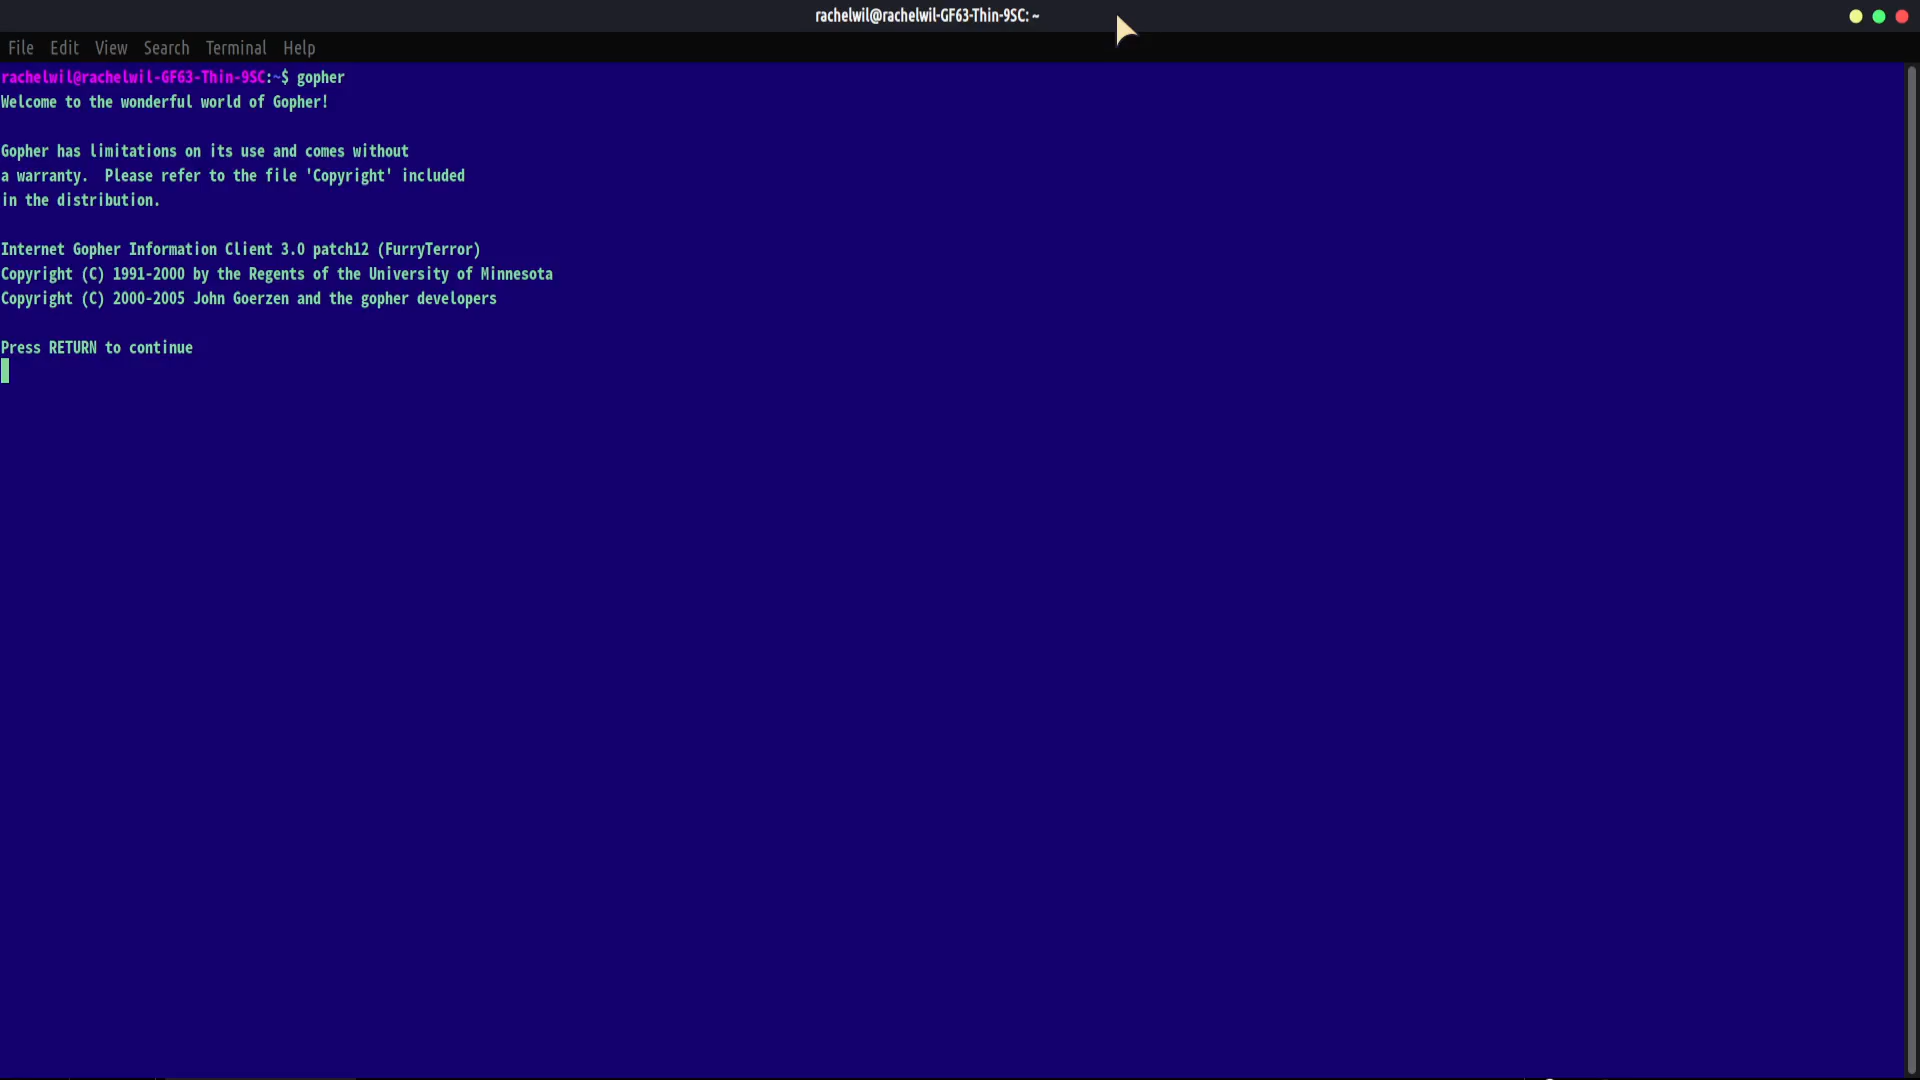 rachelwil@rachelwil-GF63-Thin-9SC: ~
File Edit View Search Terminal Help
rachelwil@rachelwil-GF63-Thin-9SC:~$ gopher
Welcome to the wonderful world of Gopher!
Gopher has limitations on its use and comes without
a warranty.  Please refer to the file 'Copyright' included
in the distribution.
Internet Gopher Information Client 3.0 patch12 (FurryTerror)
Copyright (C) 1991-2000 by the Regents of the University of Minnesota
Copyright (C) 2000-2005 John Goerzen and the gopher developers
Press RETURN to continue